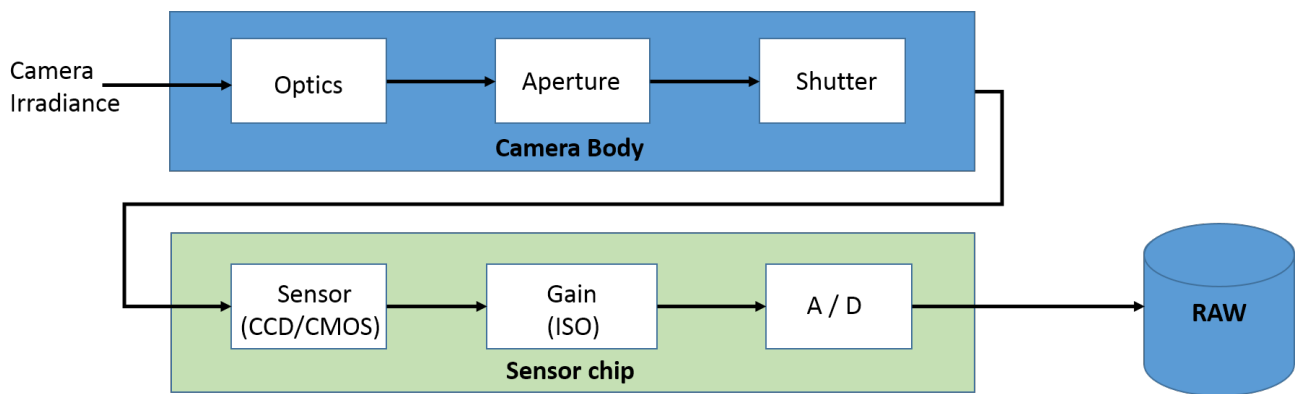 Camera
Irradiance
Optics
Aperture
Shutter
Camera Body
Sensor
(CCD/CMOS)
Gain
(ISO)
A / D
Sensor chip
RAW